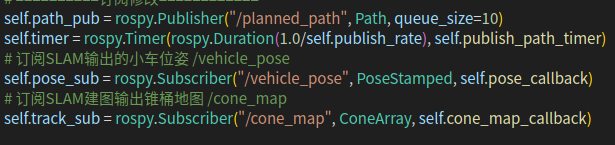 self.path_pub = rospy.Publisher("/planned_path", Path, queue_size=10)
self.timer = rospy.Timer(rospy.Duration(1.0/self.publish_rate), self.publish_path_timer)
# 订阅SLAM输出的小车位姿 /vehicle_pose
self.pose_sub = rospy.Subscriber("/vehicle_pose", PoseStamped, self.pose_callback)
# 订阅SLAM建图输出锥桶地图 /cone_map
self.track_sub = rospy.Subscriber("/cone_map", ConeArray, self.cone_map_callback)